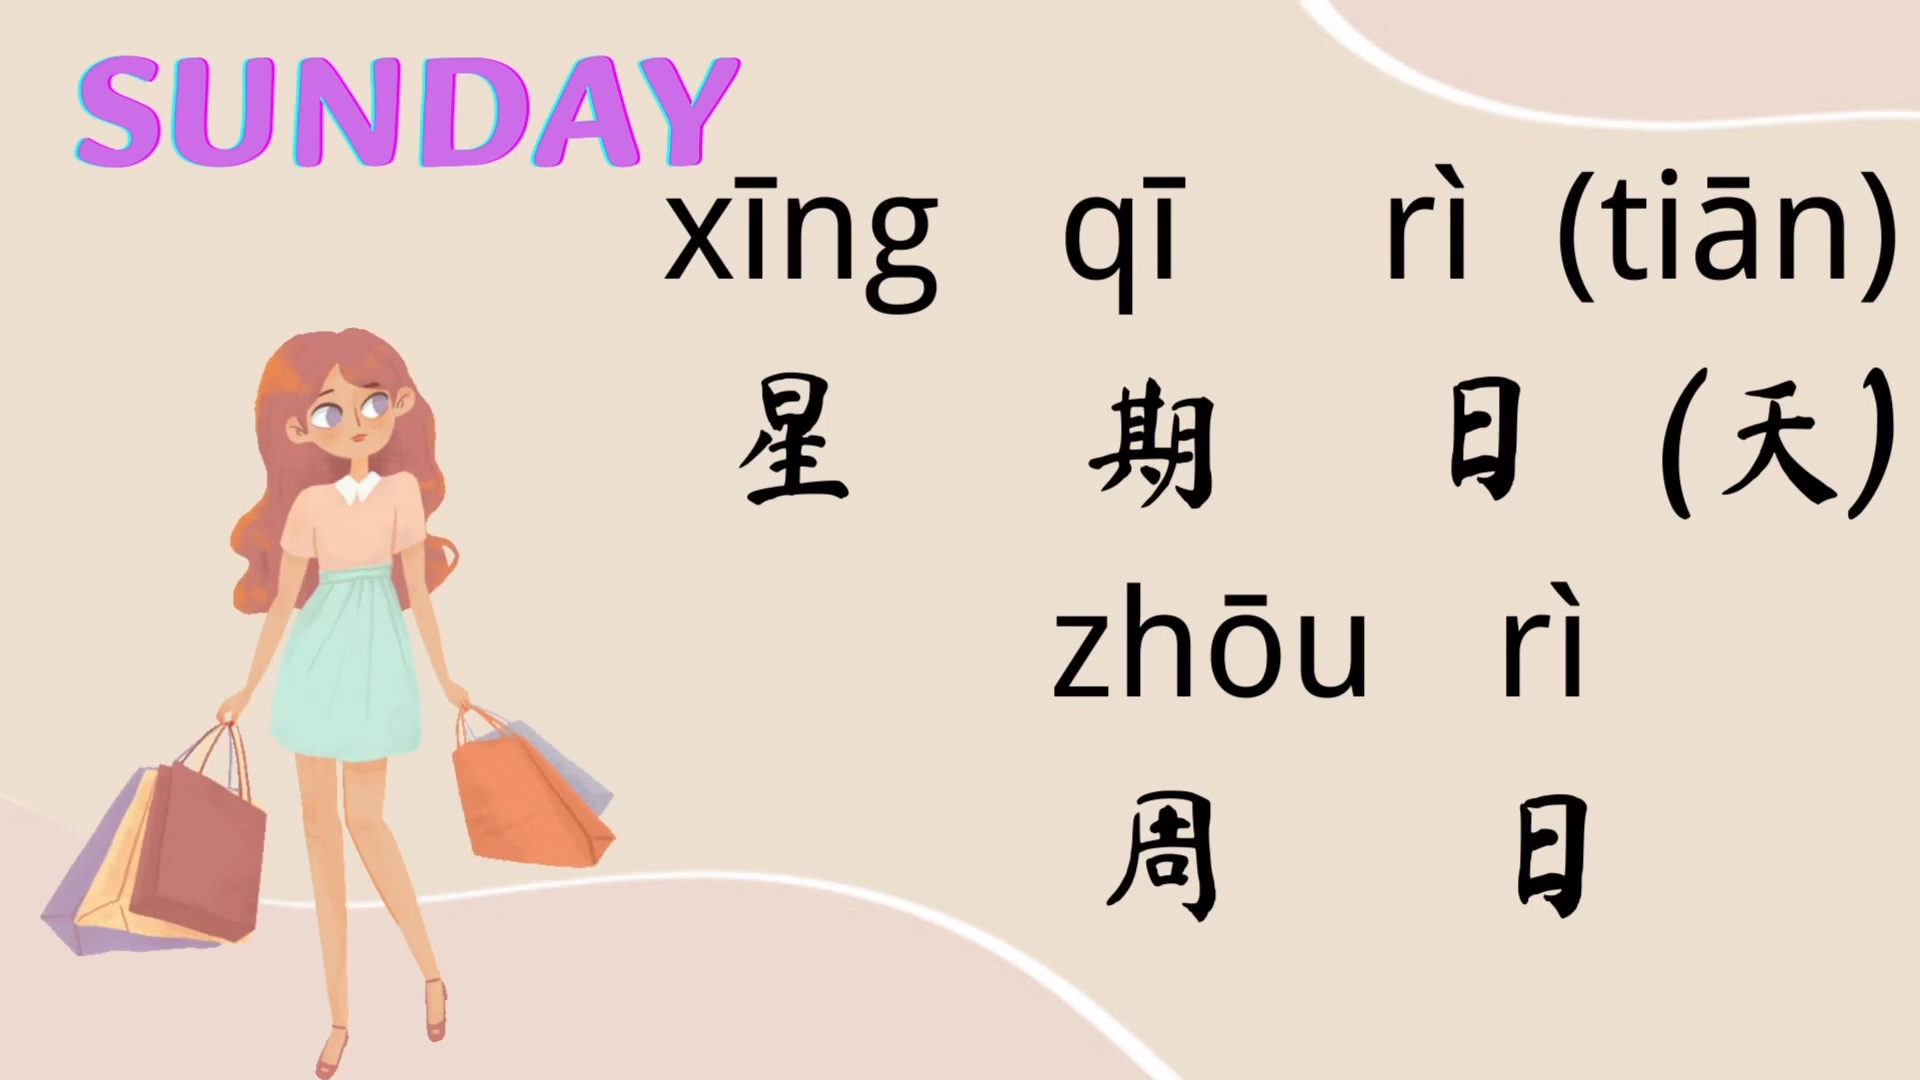 SUNDAY
xīng qī rì (tiān)
星 期 日 (天)
zhōu rì
周 日